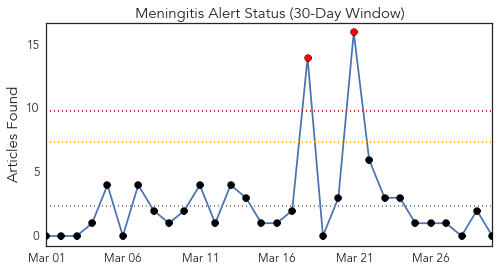 Meningitis Alert Status (30-Day Window)
Articles Found
15
10
5
0
Mar 01 Mar 06 Mar 11 Mar 16 Mar 21 Mar 26